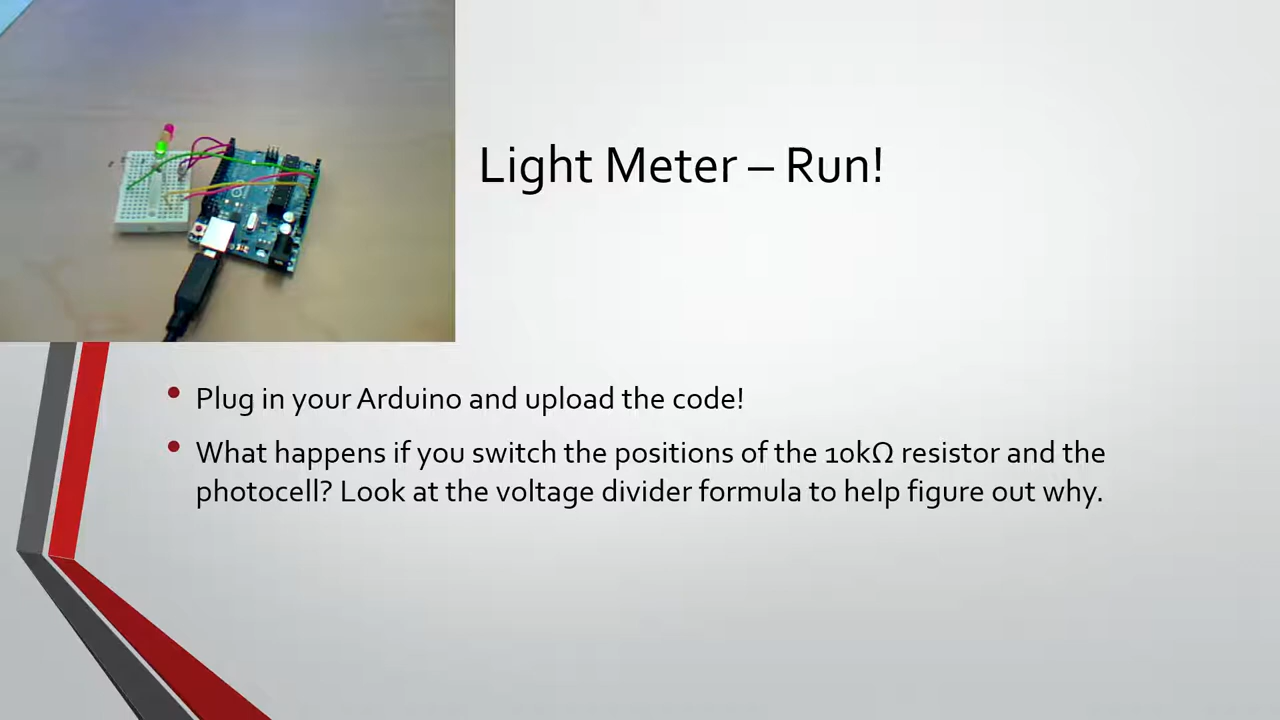 Light Meter – Run!
Plug in your Arduino and upload the code!
What happens if you switch the positions of the 10kΩ resistor and the
photocell? Look at the voltage divider formula to help figure out why.